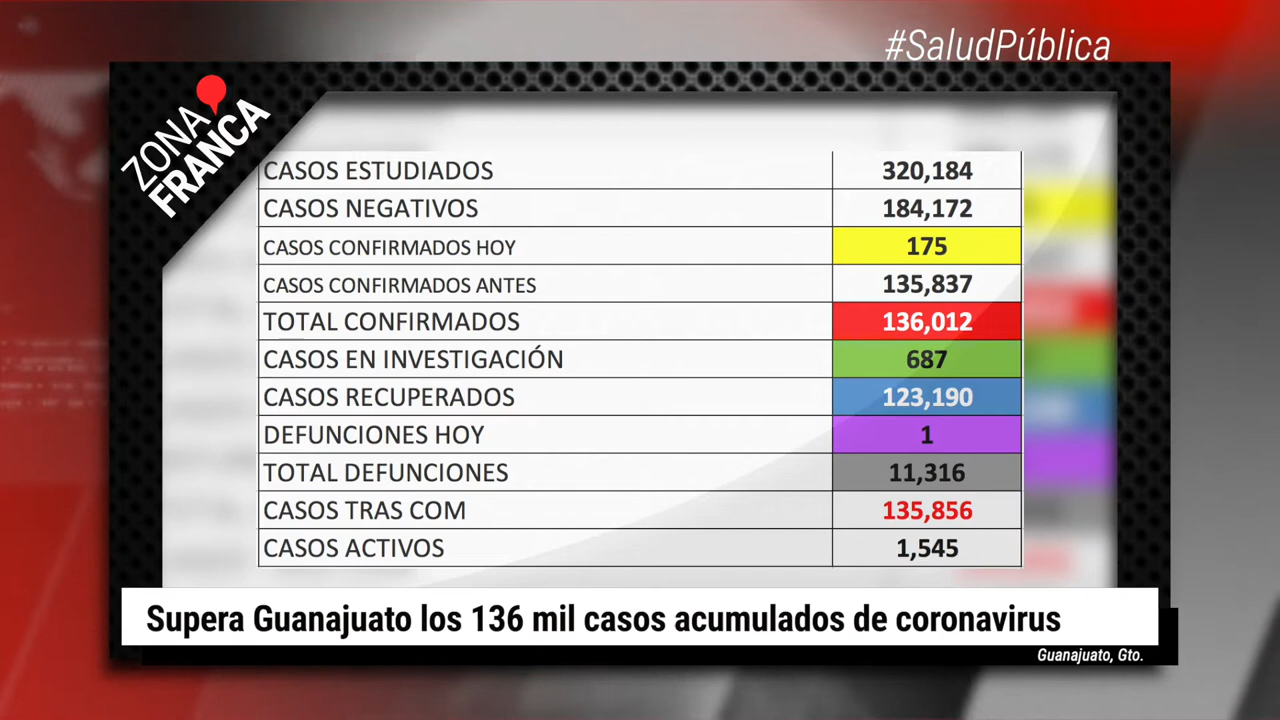 #SaludPública
ZONA
FRANCA
CASOS ESTUDIADOS 320,184
CASOS NEGATIVOS 184,172
CASOS CONFIRMADOS HOY 175
CASOS CONFIRMADOS ANTES 135,837
TOTAL CONFIRMADOS 136,012
CASOS EN INVESTIGACIÓN 687
CASOS RECUPERADOS 123,190
DEFUNCIONES HOY 1
TOTAL DEFUNCIONES 11,316
CASOS TRAS COM 135,856
CASOS ACTIVOS 1,545
Supera Guanajuato los 136 mil casos acumulados de coronavirus
Guanajuato, Gto.